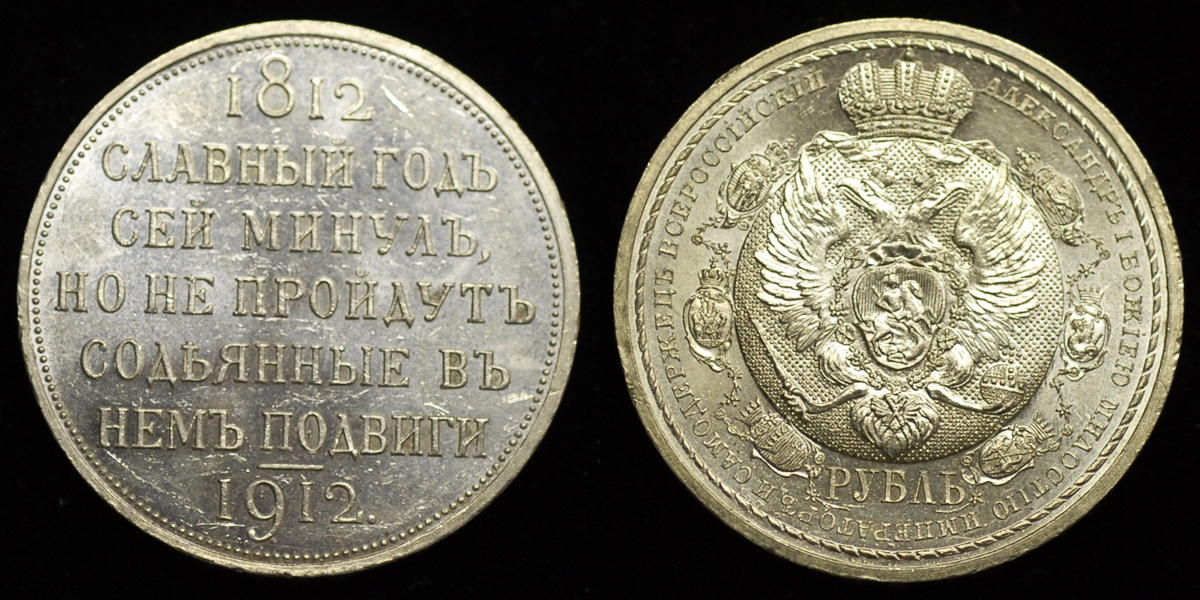 1812
СЛАВНЫЙ ГОДЪ
СЕЙ МИНУЛЪ,
НО НЕ ПРОЙДУТЪ
СОДѢЯННЫЕ ВЪ
НЕМЪ ПОДВИГИ
1912.
АЛЕКСАНДРЪ I БОЖІЕЮ МИЛОСТІЮ ИМПЕРАТОРЪ И САМОДЕРЖЕЦЪ ВСЕРОССІЙСКІЙ
РУБЛЬ